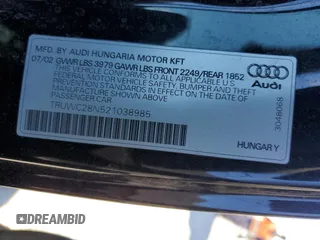 MFD. BY AUDI HUNGARIA MOTOR KFT
07/02 GVWR LBS 3979 GAWR LBS FRONT 2249/REAR 1852
THIS VEHICLE CONFORMS TO ALL APPLICABLE
FEDERAL MOTOR VEHICLE SAFETY, BUMPER AND THEFT
PREVENTION STANDARDS IN EFFECT ON THE DATE OF
MANUFACTURE SHOWN ABOVE.
TRUWC28N521038985
PASSENGER CAR
Audi
3048068
HUNGARY
DREAMBID